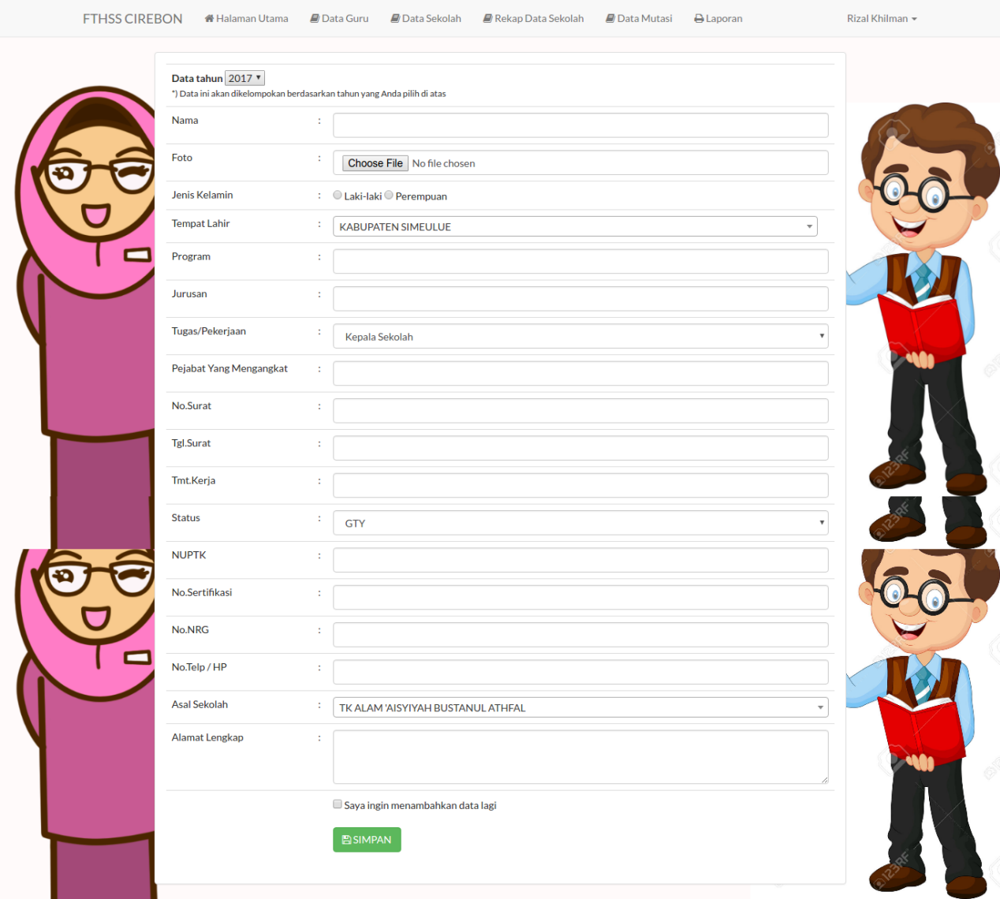 FTHSS CIREBON Halaman Utama Data Guru Data Sekolah Rekap Data Sekolah Data Mutasi Laporan Rizal Khilman
Data tahun 2017
*) Data ini akan dikelompokan berdasarkan tahun yang Anda pilih di atas
Nama :
Foto : Choose File No file chosen
Jenis Kelamin : Laki-laki Perempuan
Tempat Lahir : KABUPATEN SIMEULUE
Program :
Jurusan :
Tugas/Pekerjaan : Kepala Sekolah
Pejabat Yang Mengangkat :
No.Surat :
Tgl.Surat :
Tmt.Kerja :
Status : GTY
NUPTK :
No.Sertifikasi :
No.NRG :
No.Telp / HP :
Asal Sekolah : TK ALAM 'AISYIYAH BUSTANUL ATHFAL
Alamat Lengkap :
Saya ingin menambahkan data lagi
SIMPAN
123RF
123RF
123RF